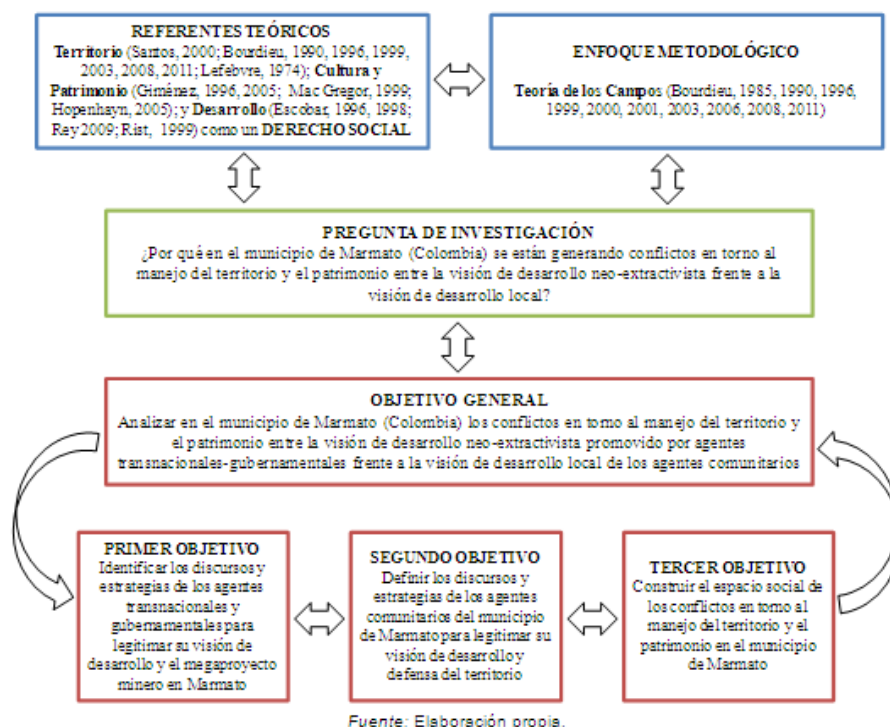 REFERENTES TEÓRICOS
Territorio (Santos, 2000; Bourdieu, 1990, 1996, 1999,
2003, 2008, 2011; Lefebvre, 1974); Cultura y
Patrimonio (Giménez, 1996, 2005; Mac Gregor, 1999;
Hopenhayn, 2005); y Desarrollo (Escobar, 1996, 1998;
Rey 2009; Rist, 1999) como un DERECHO SOCIAL
ENFOQUE METODOLÓGICO
Teoría de los Campos (Bourdieu, 1985, 1990, 1996,
1999, 2000, 2001, 2003, 2006, 2008, 2011)
PREGUNTA DE INVESTIGACIÓN
¿Por qué en el municipio de Marmato (Colombia) se están generando conflictos en torno al
manejo del territorio y el patrimonio entre la visión de desarrollo neo-extractivista frente a la
visión de desarrollo local?
OBJETIVO GENERAL
Analizar en el municipio de Marmato (Colombia) los conflictos en torno al manejo del territorio y
el patrimonio entre la visión de desarrollo neo-extractivista promovido por agentes
transnacionales-gubernamentales frente a la visión de desarrollo local de los agentes comunitarios
PRIMER OBJETIVO
Identificar los discursos y
estrategias de los agentes
transnacionales y
gubernamentales para
legitimar su visión de
desarrollo y el megaproyecto
minero en Marmato
SEGUNDO OBJETIVO
Definir los discursos y
estrategias de los agentes
comunitarios del municipio
de Marmato para legitimar su
visión de desarrollo y
defensa del territorio
TERCER OBJETIVO
Construir el espacio social de
los conflictos en torno al
manejo del territorio y el
patrimonio en el municipio
de Marmato
Fuente: Elaboración propia.